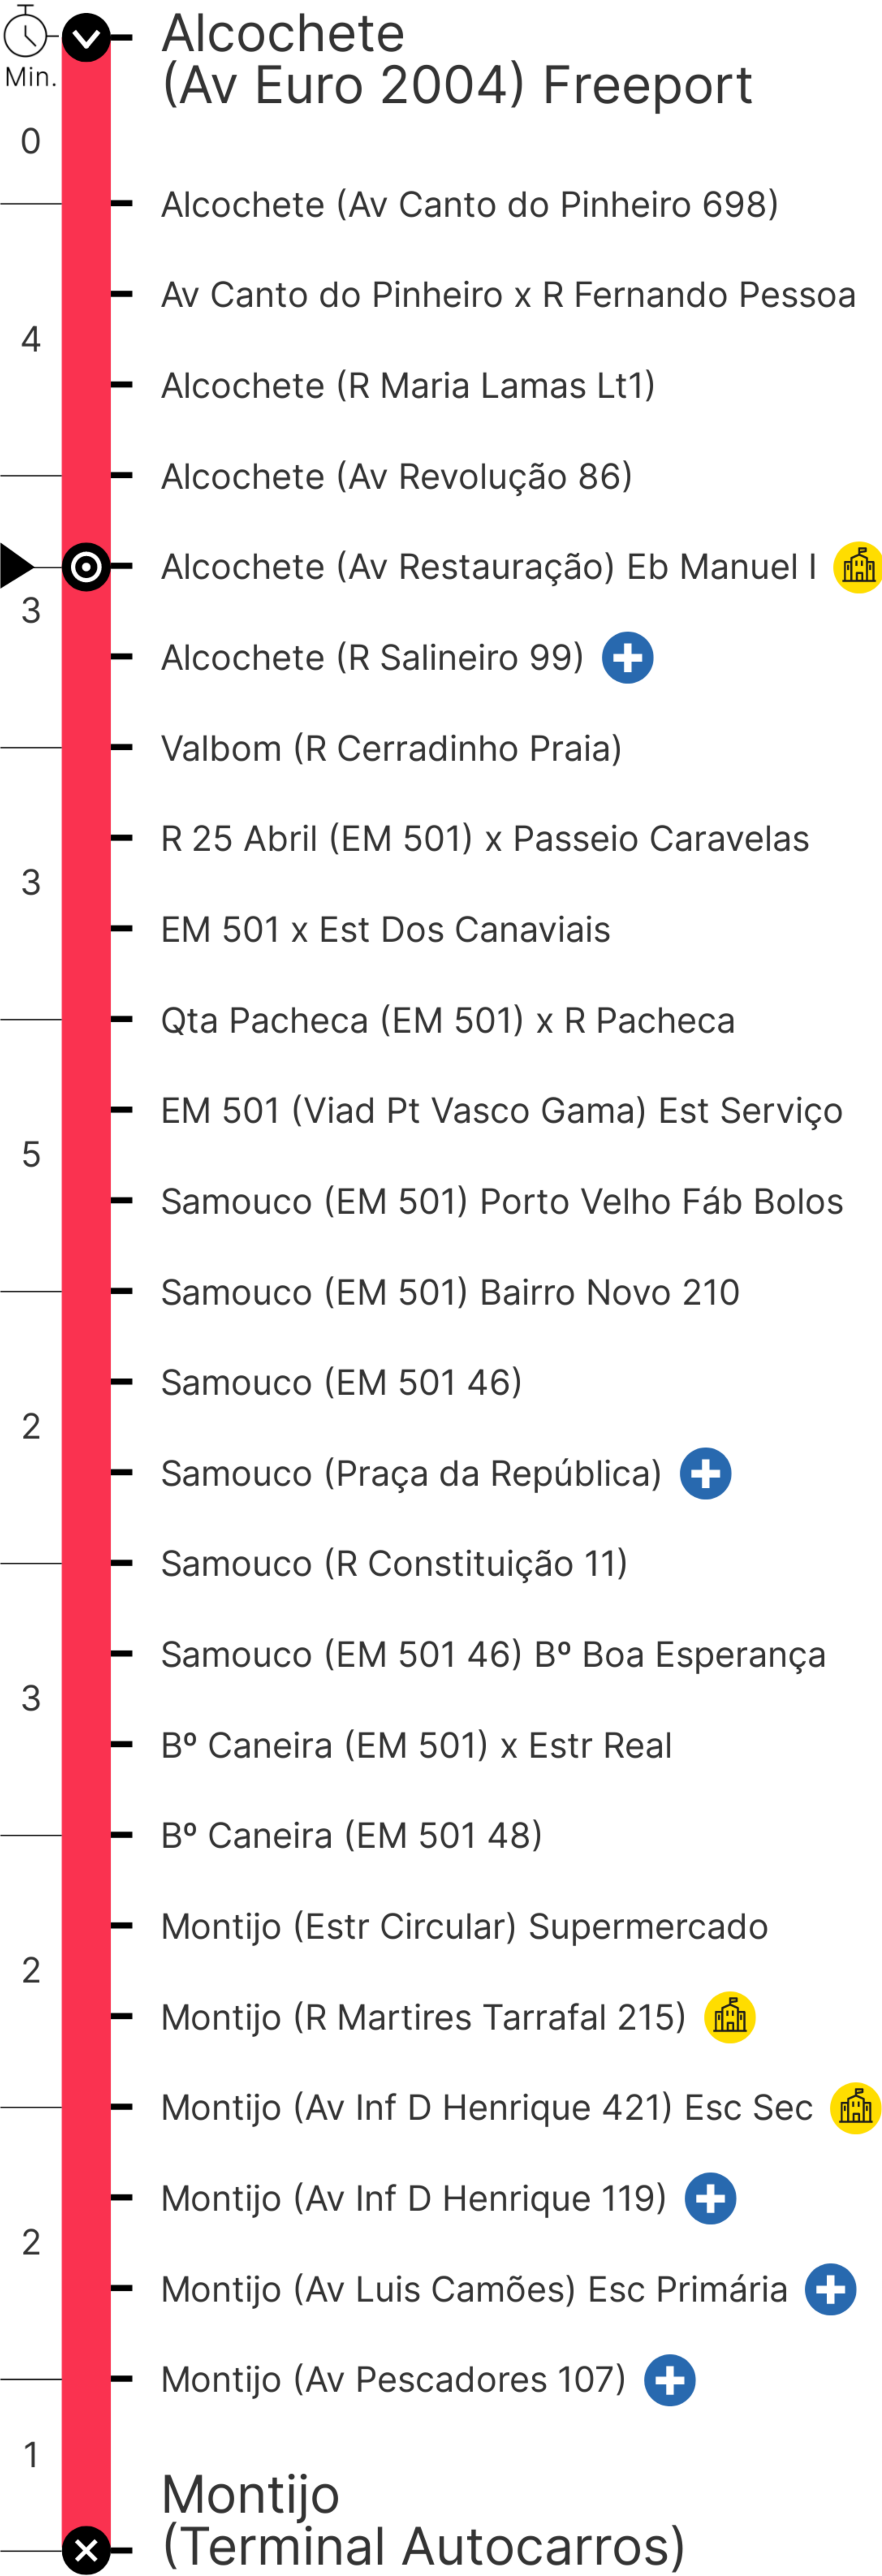 Alcochete
(Av Euro 2004) Freeport
Min.
0
Alcochete (Av Canto do Pinheiro 698)
Av Canto do Pinheiro x R Fernando Pessoa
4
Alcochete (R Maria Lamas Lt1)
Alcochete (Av Revolução 86)
Alcochete (Av Restauração) Eb Manuel I
3
Alcochete (R Salineiro 99)
Valbom (R Cerradinho Praia)
R 25 Abril (EM 501) x Passeio Caravelas
3
EM 501 x Est Dos Canaviais
Qta Pacheca (EM 501) x R Pacheca
EM 501 (Viad Pt Vasco Gama) Est Serviço
5
Samouco (EM 501) Porto Velho Fáb Bolos
Samouco (EM 501) Bairro Novo 210
Samouco (EM 501 46)
2
Samouco (Praça da República)
Samouco (R Constituição 11)
Samouco (EM 501 46) Bº Boa Esperança
3
Bº Caneira (EM 501) x Estr Real
Bº Caneira (EM 501 48)
Montijo (Estr Circular) Supermercado
2
Montijo (R Martires Tarrafal 215)
Montijo (Av Inf D Henrique 421) Esc Sec
Montijo (Av Inf D Henrique 119)
2
Montijo (Av Luis Camões) Esc Primária
Montijo (Av Pescadores 107)
1
Montijo
(Terminal Autocarros)